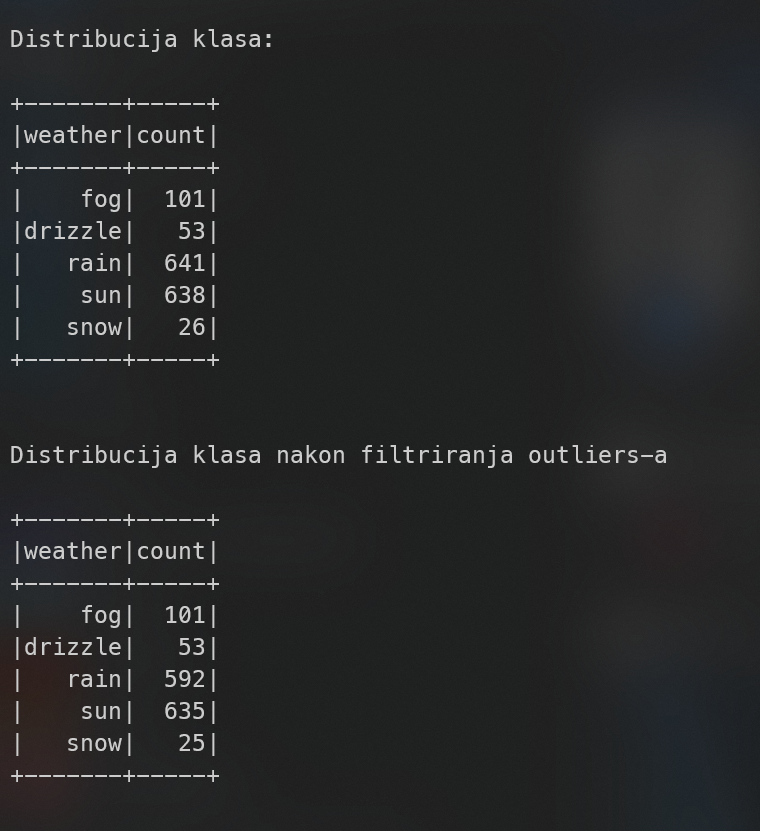 Distribucija klasa:
+-------+-----+
|weather|count|
+-------+-----+
|    fog|  101|
|drizzle|   53|
|   rain|  641|
|    sun|  638|
|   snow|   26|
+-------+-----+
Distribucija klasa nakon filtriranja outliers-a
+-------+-----+
|weather|count|
+-------+-----+
|    fog|  101|
|drizzle|   53|
|   rain|  592|
|    sun|  635|
|   snow|   25|
+-------+-----+